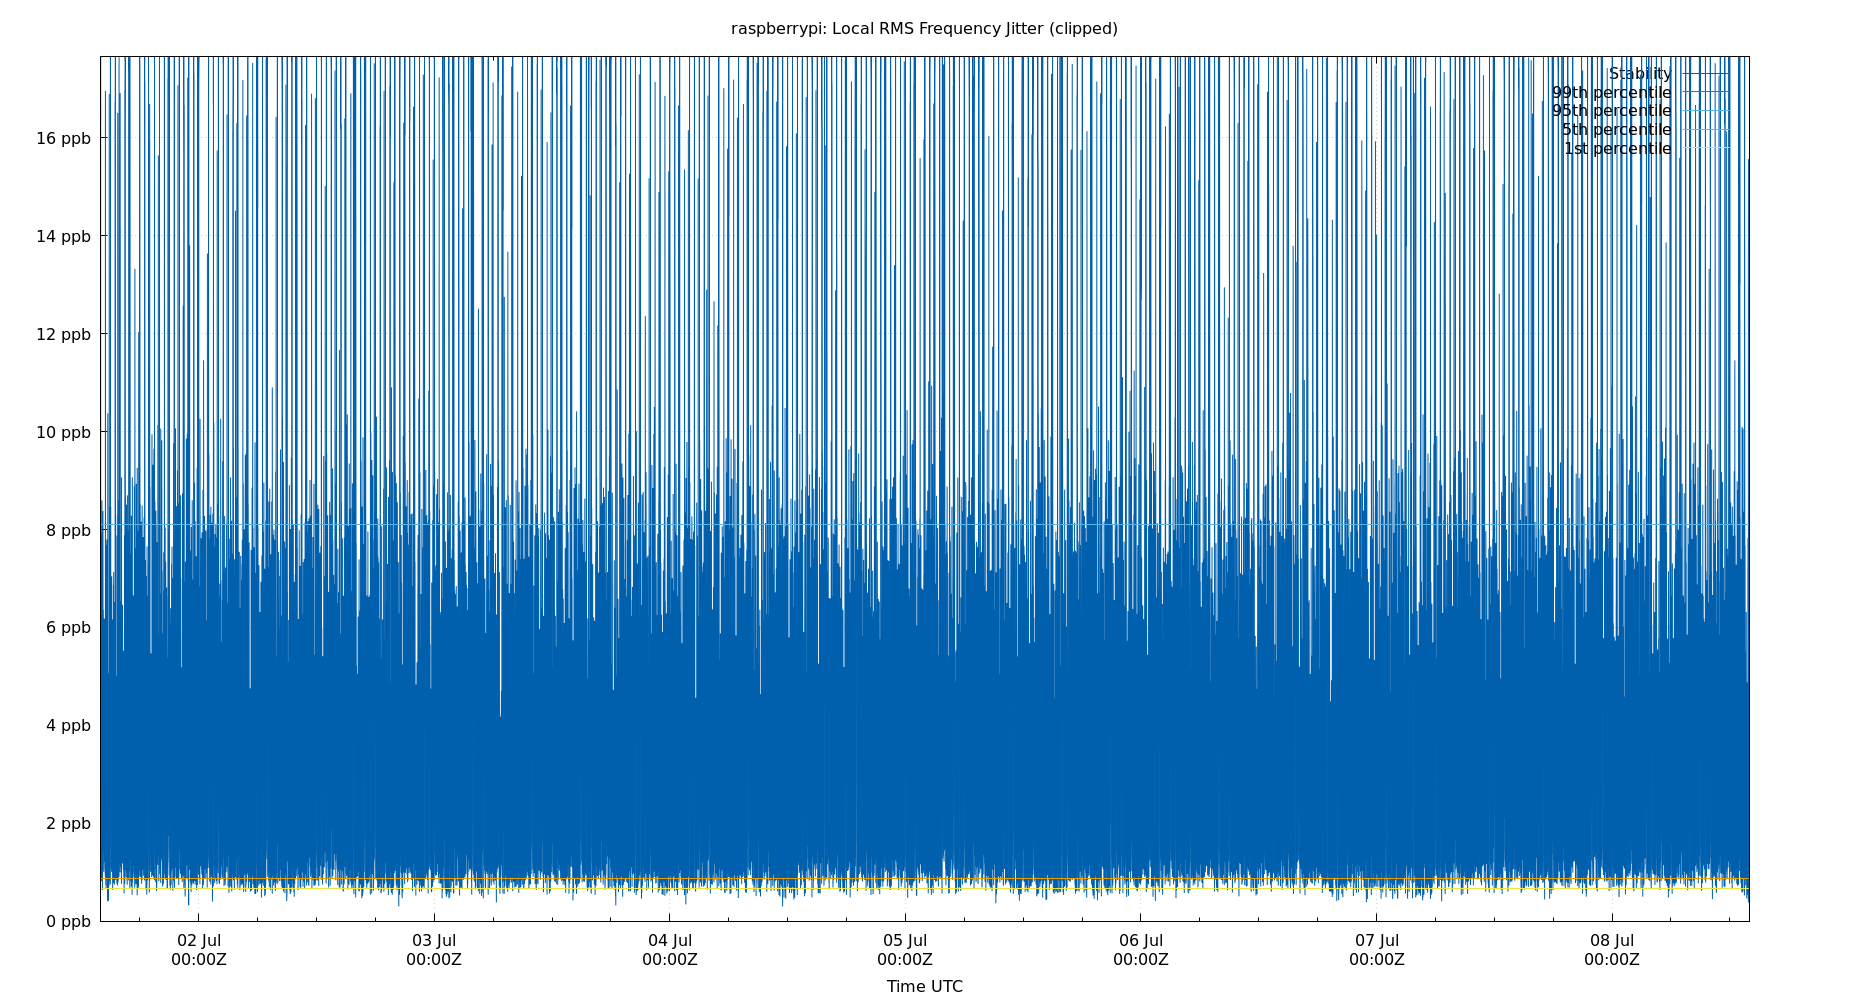 raspberrypi: Local RMS Frequency Jitter (clipped)
Stability
99th percentile
95th percentile
5th percentile
1st percentile
16 ppb
14 ppb
12 ppb
10 ppb
8 ppb
6 ppb
4 ppb
2 ppb
0 ppb
02 Jul 03 Jul 04 Jul 05 Jul 06 Jul 07 Jul 08 Jul
00:00Z 00:00Z 00:00Z 00:00Z 00:00Z 00:00Z 00:00Z
Time UTC